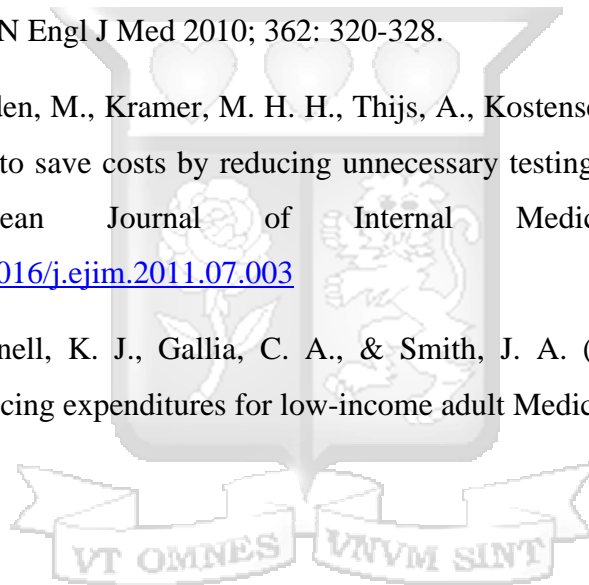 N Engl J Med 2010; 362: 320-328.
den, M., Kramer, M. H. H., Thijs, A., Kostense
to save costs by reducing unnecessary testing
ean Journal of Internal Medic
016/j.ejim.2011.07.003
nell, K. J., Gallia, C. A., & Smith, J. A. (
cing expenditures for low-income adult Medic
VT OMNES VNVM SINT